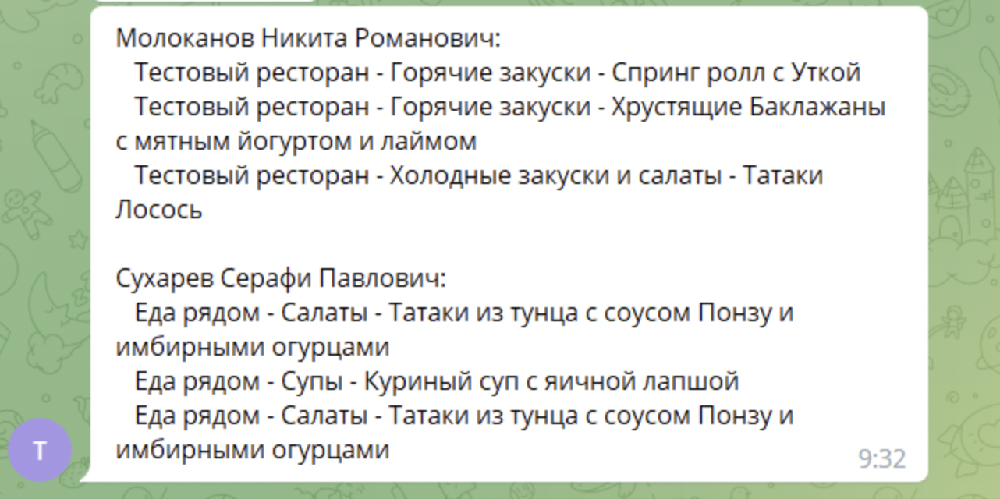 Молоканов Никита Романович:
Тестовый ресторан - Горячие закуски - Спринг ролл с Уткой
Тестовый ресторан - Горячие закуски - Хрустящие Баклажаны
с мятным йогуртом и лаймом
Тестовый ресторан - Холодные закуски и салаты - Татаки
Лосось
Сухарев Серафи Павлович:
Еда рядом - Салаты - Татаки из тунца с соусом Понзу и
имбирными огурцами
Еда рядом - Супы - Куриный суп с яичной лапшой
Еда рядом - Салаты - Татаки из тунца с соусом Понзу и
имбирными огурцами
Т
9:32